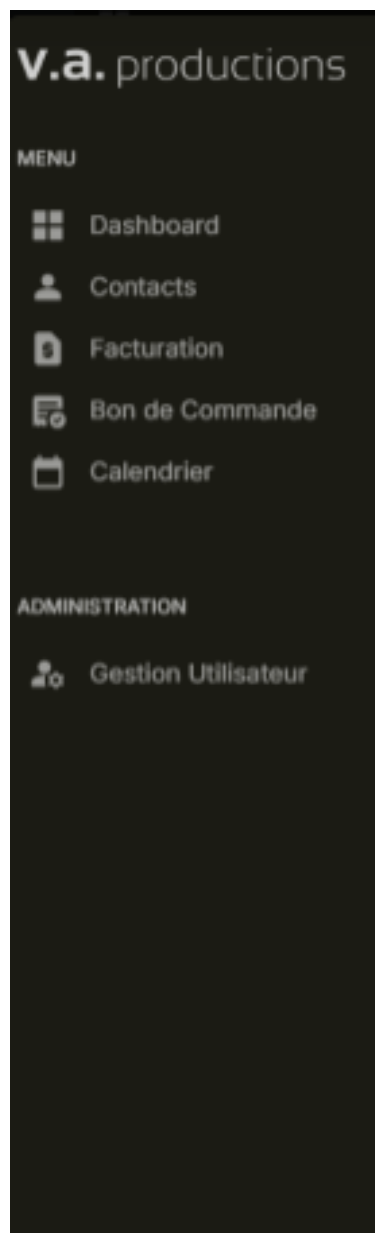 v.a. productions
MENU
Dashboard
Contacts
Facturation
Bon de Commande
Calendrier
ADMINISTRATION
Gestion Utilisateur